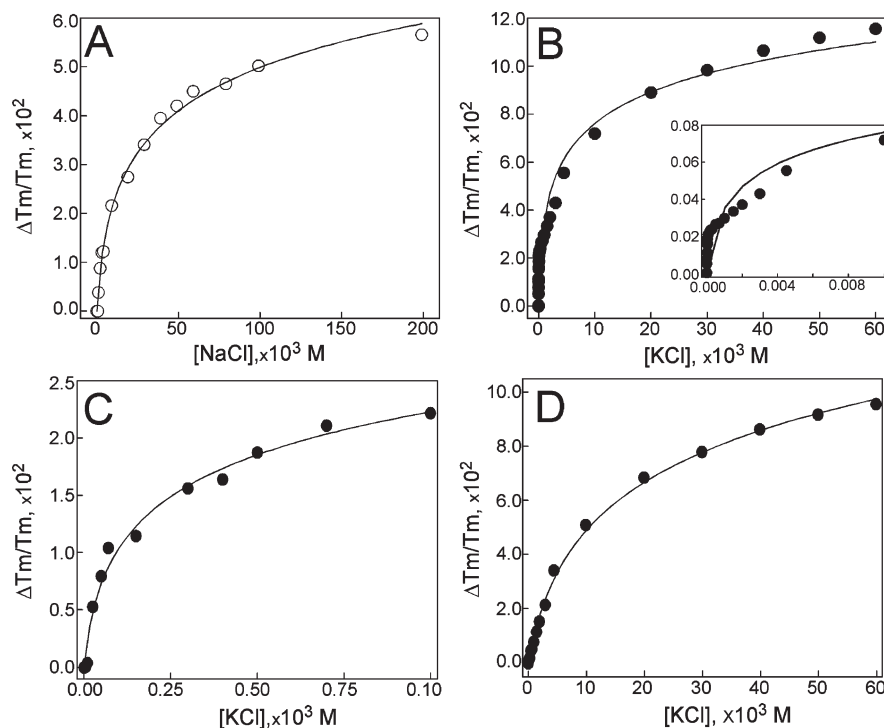 A
6.0
5.0
4.0
3.0
2.0
1.0
0.0
ΔTm/Tm, x10²
0 50 100 150 200
[NaCl],x10³ M
B
12.0
10.0
8.0
6.0
4.0
2.0
0.0
ΔTm/Tm, x10²
0.08
0.06
0.04
0.02
0.00
0.000 0.004 0.008
0 10 20 30 40 50 60
[KCl], x10³ M
C
2.5
2.0
1.5
1.0
0.5
0.0
ΔTm/Tm, x10²
0.00 0.25 0.50 0.75 0.10
[KCl],x10³ M
D
10.0
8.0
6.0
4.0
2.0
0.0
ΔTm/Tm, x10²
0 10 20 30 40 50 60
[KCl], x10³ M